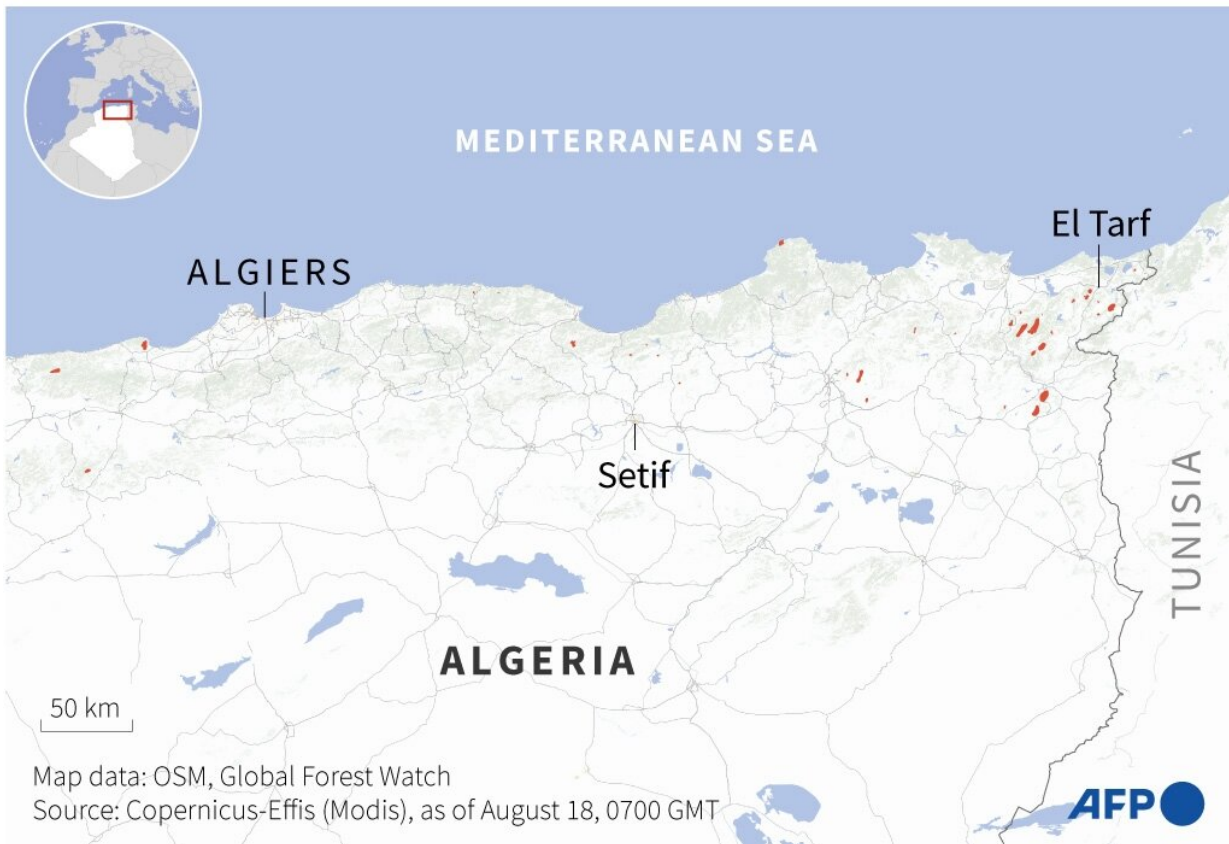 MEDITERRANEAN SEA
El Tarf
ALGIERS
Setif
TUNISIA
ALGERIA
50 km
Map data: OSM, Global Forest Watch
Source: Copernicus-Effis (Modis), as of August 18, 0700 GMT
AFP